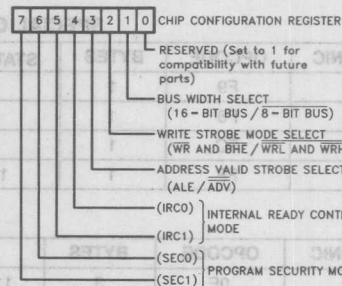 7 6 5 4 3 2 1 0 CHIP CONFIGURATION REGISTER
RESERVED (Set to 1 for
compatibility with future
parts)
BUS WIDTH SELECT
(16 - BIT BUS / 8 - BIT BUS)
WRITE STROBE MODE SELECT
(WR AND BHE / WRL AND WRH
ADDRESS VALID STROBE SELECT
(ALE / ADV)
(IRC0)
INTERNAL READY CONT
MODE
(IRC1)
(SEC0)
PROGRAM SECURITY MO
(SEC1)